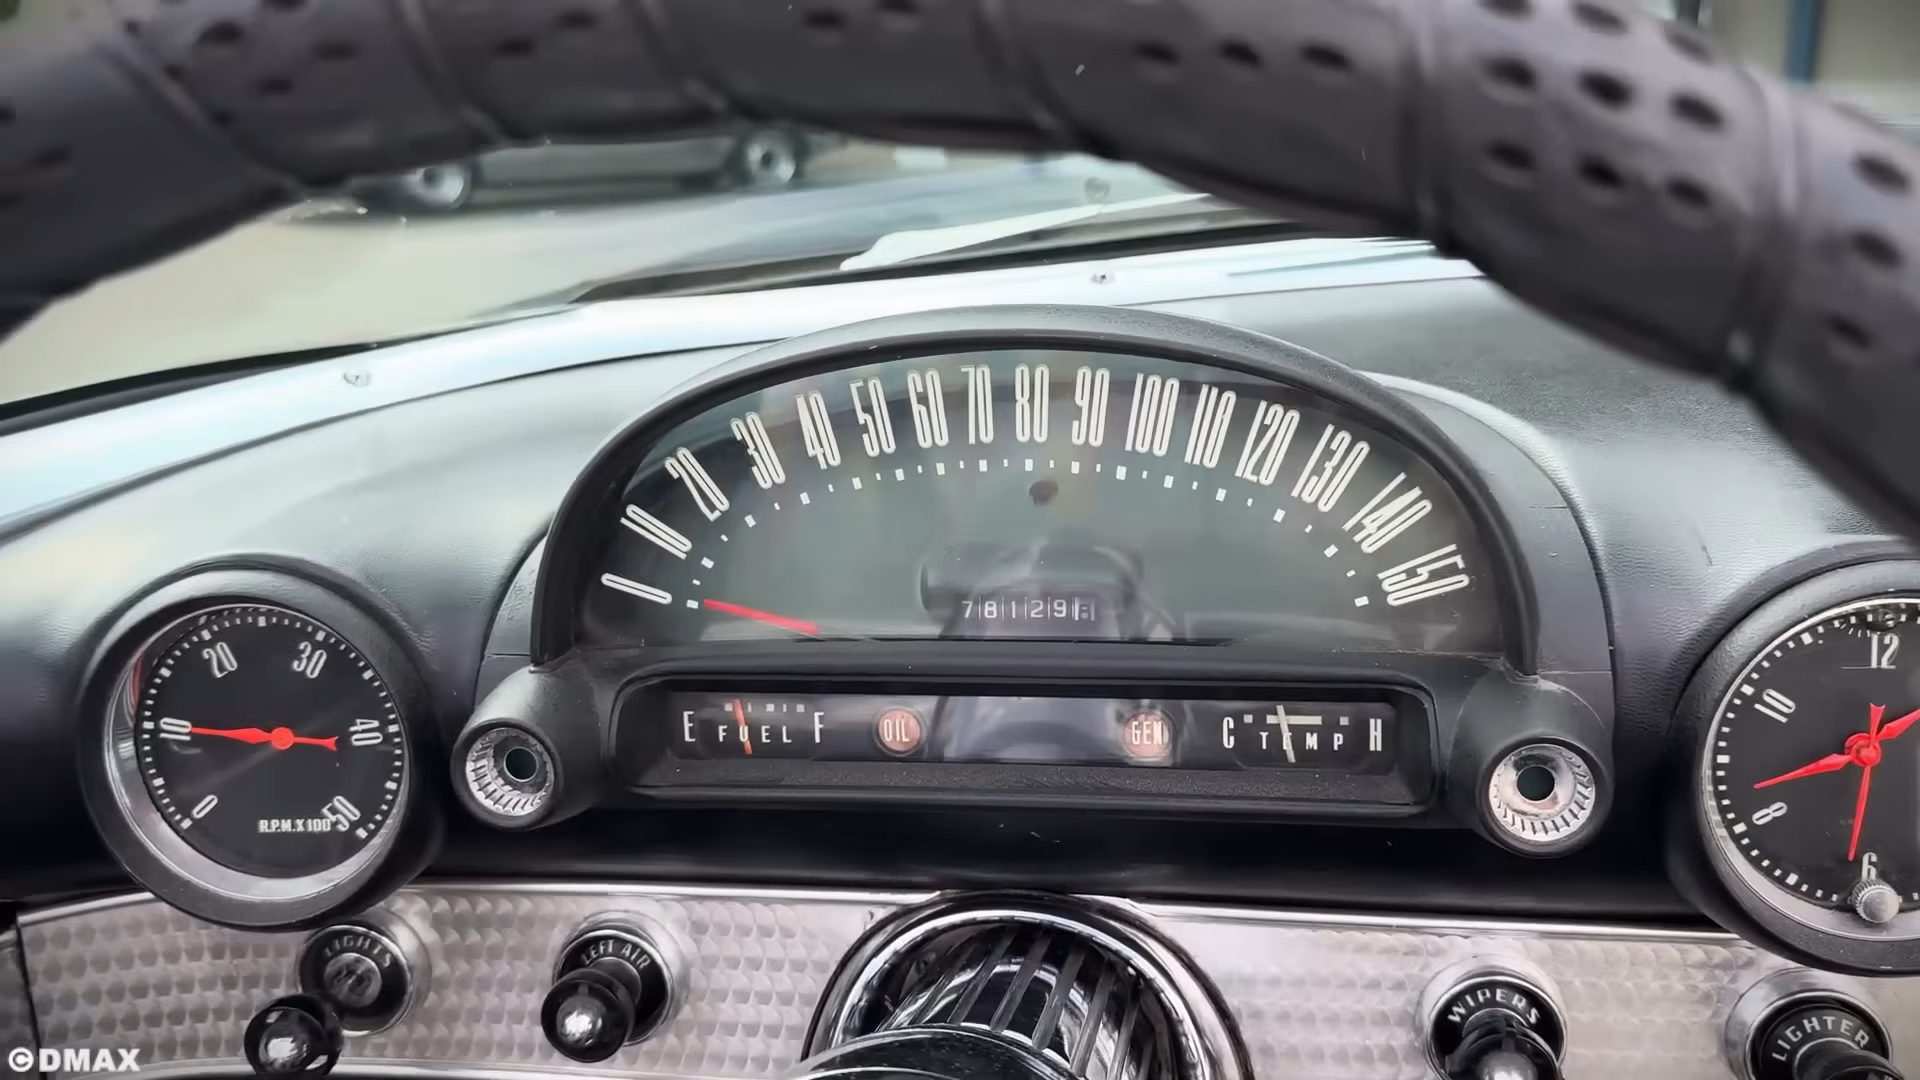 0 10 20 30 40 50 60 70 80 90 100 110 120 130 140 150
78129
E FUEL F
OIL
GEN
C TEMP H
0 10 20 30 40 50
R.P.M.X100
12
10
8
6
LIGHTS
LEFT AIR
WIPERS
LIGHTER
©DMAX